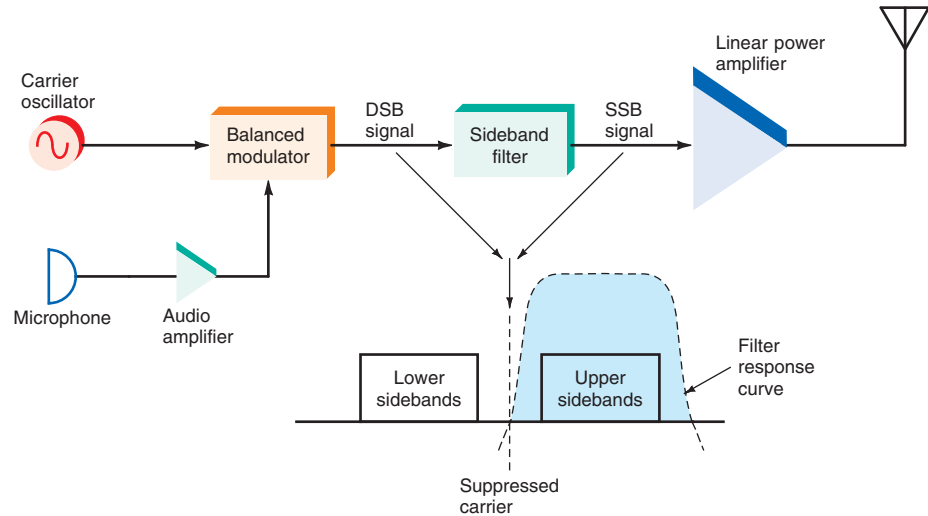 Carrier
oscillator
Balanced
modulator
DSB
signal
Sideband
filter
SSB
signal
Linear power
amplifier
Microphone
Audio
amplifier
Lower
sidebands
Upper
sidebands
Filter
response
curve
Suppressed
carrier